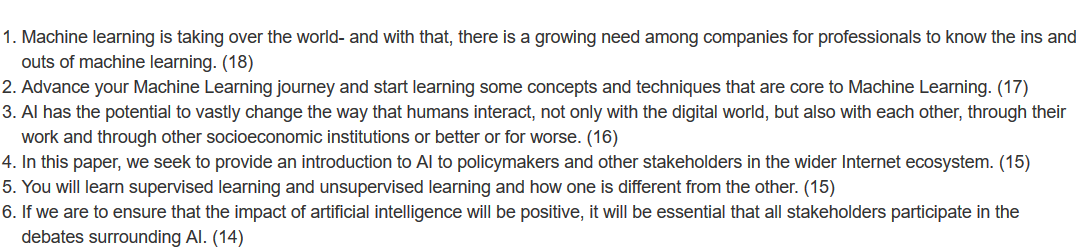 1. Machine learning is taking over the world- and with that, there is a growing need among companies for professionals to know the ins and
outs of machine learning. (18)
2. Advance your Machine Learning journey and start learning some concepts and techniques that are core to Machine Learning. (17)
3. AI has the potential to vastly change the way that humans interact, not only with the digital world, but also with each other, through their
work and through other socioeconomic institutions or better or for worse. (16)
4. In this paper, we seek to provide an introduction to AI to policymakers and other stakeholders in the wider Internet ecosystem. (15)
5. You will learn supervised learning and unsupervised learning and how one is different from the other. (15)
6. If we are to ensure that the impact of artificial intelligence will be positive, it will be essential that all stakeholders participate in the
debates surrounding AI. (14)